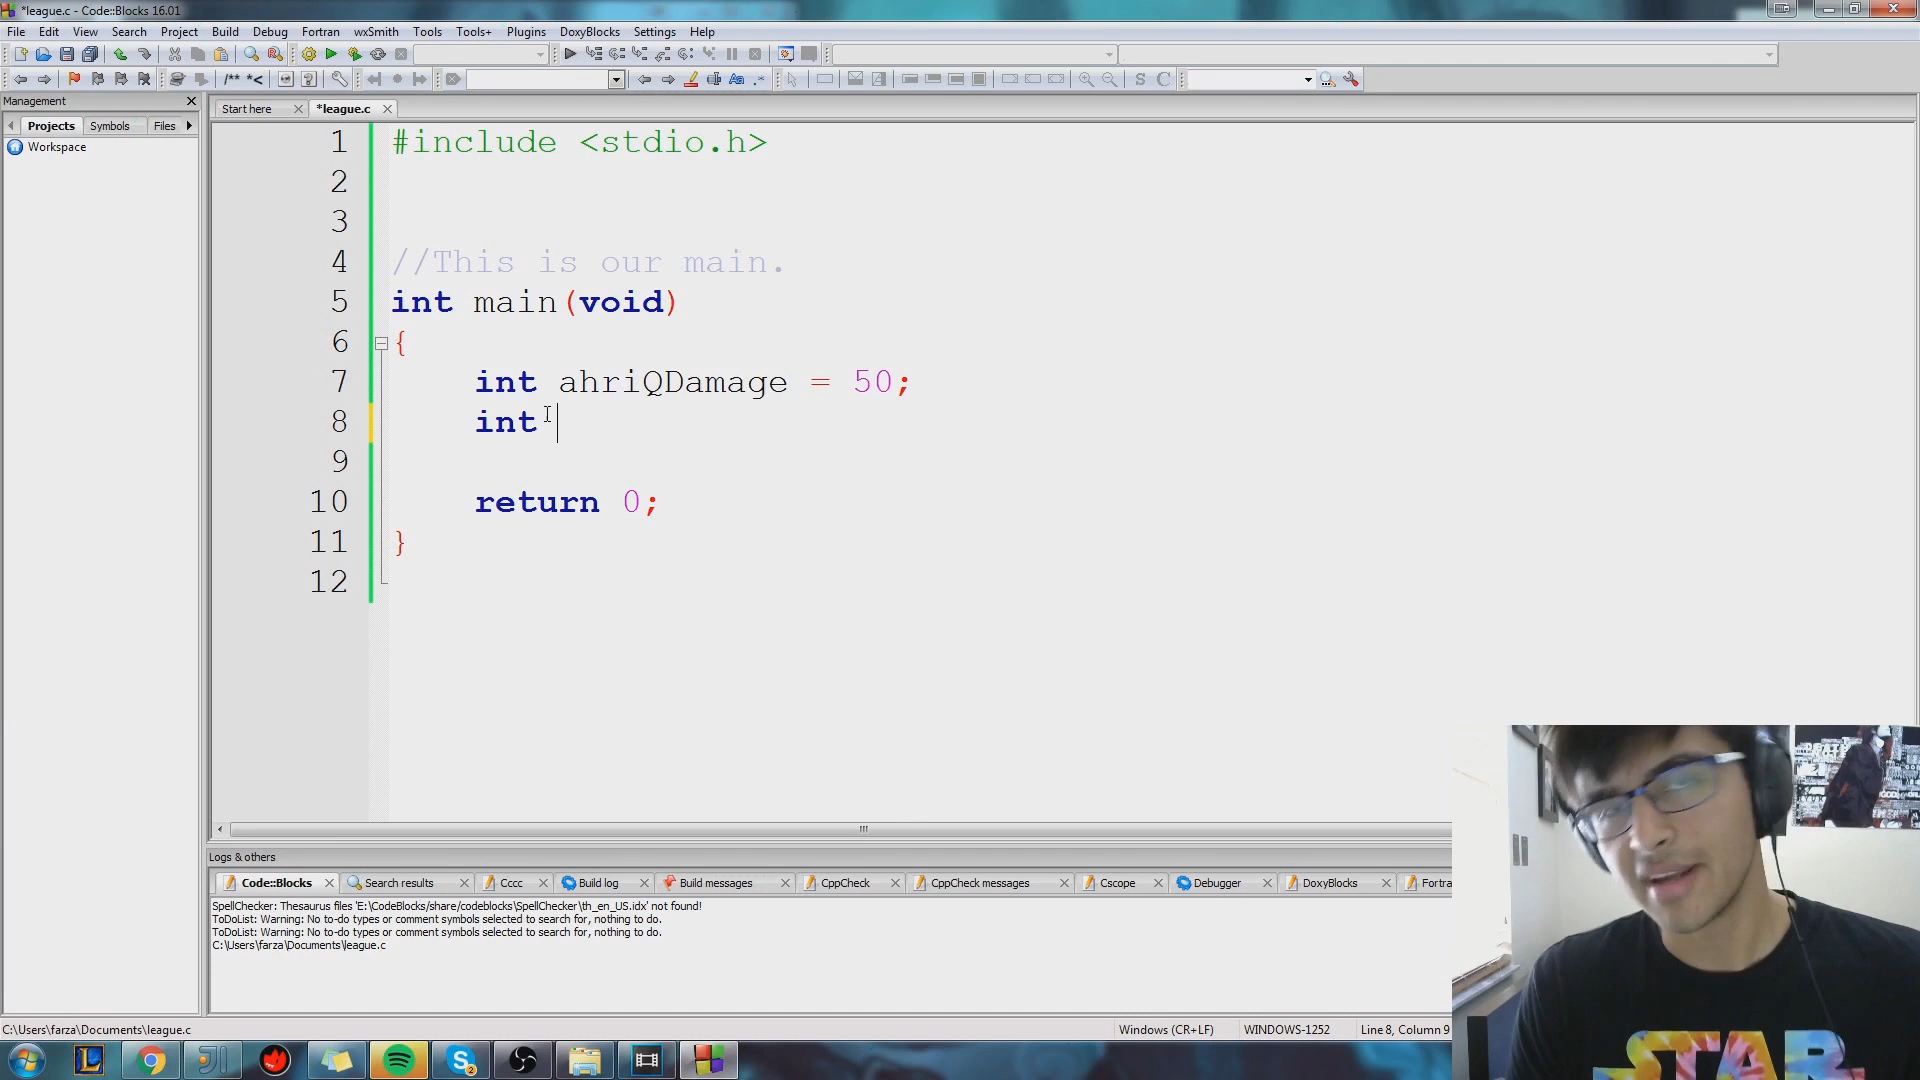 *league.c - Code::Blocks 16.01
File Edit View Search Project Build Debug Fortran wxSmith Tools Tools+ Plugins DoxyBlocks Settings Help
/** *<
Management
Start here
*league.c
Projects Symbols Files
Workspace
1 #include <stdio.h>
2
3
4 //This is our main.
5 int main(void)
6 {
7 int ahriQDamage = 50;
8 int
9
10 return 0;
11 }
12
Logs & others
Code::Blocks Search results Cccc Build log Build messages CppCheck CppCheck messages Cscope Debugger DoxyBlocks Fortra
SpellChecker: Thesaurus files 'E:\CodeBlocks/share/codeblocks\SpellChecker\th_en_US.idx' not found!
ToDoList: Warning: No to-do types or comment symbols selected to search for, nothing to do.
ToDoList: Warning: No to-do types or comment symbols selected to search for, nothing to do.
C:\Users\farza\Documents\league.c
C:\Users\farza\Documents\league.c Windows (CR+LF) WINDOWS-1252 Line 8, Column 9
STAR